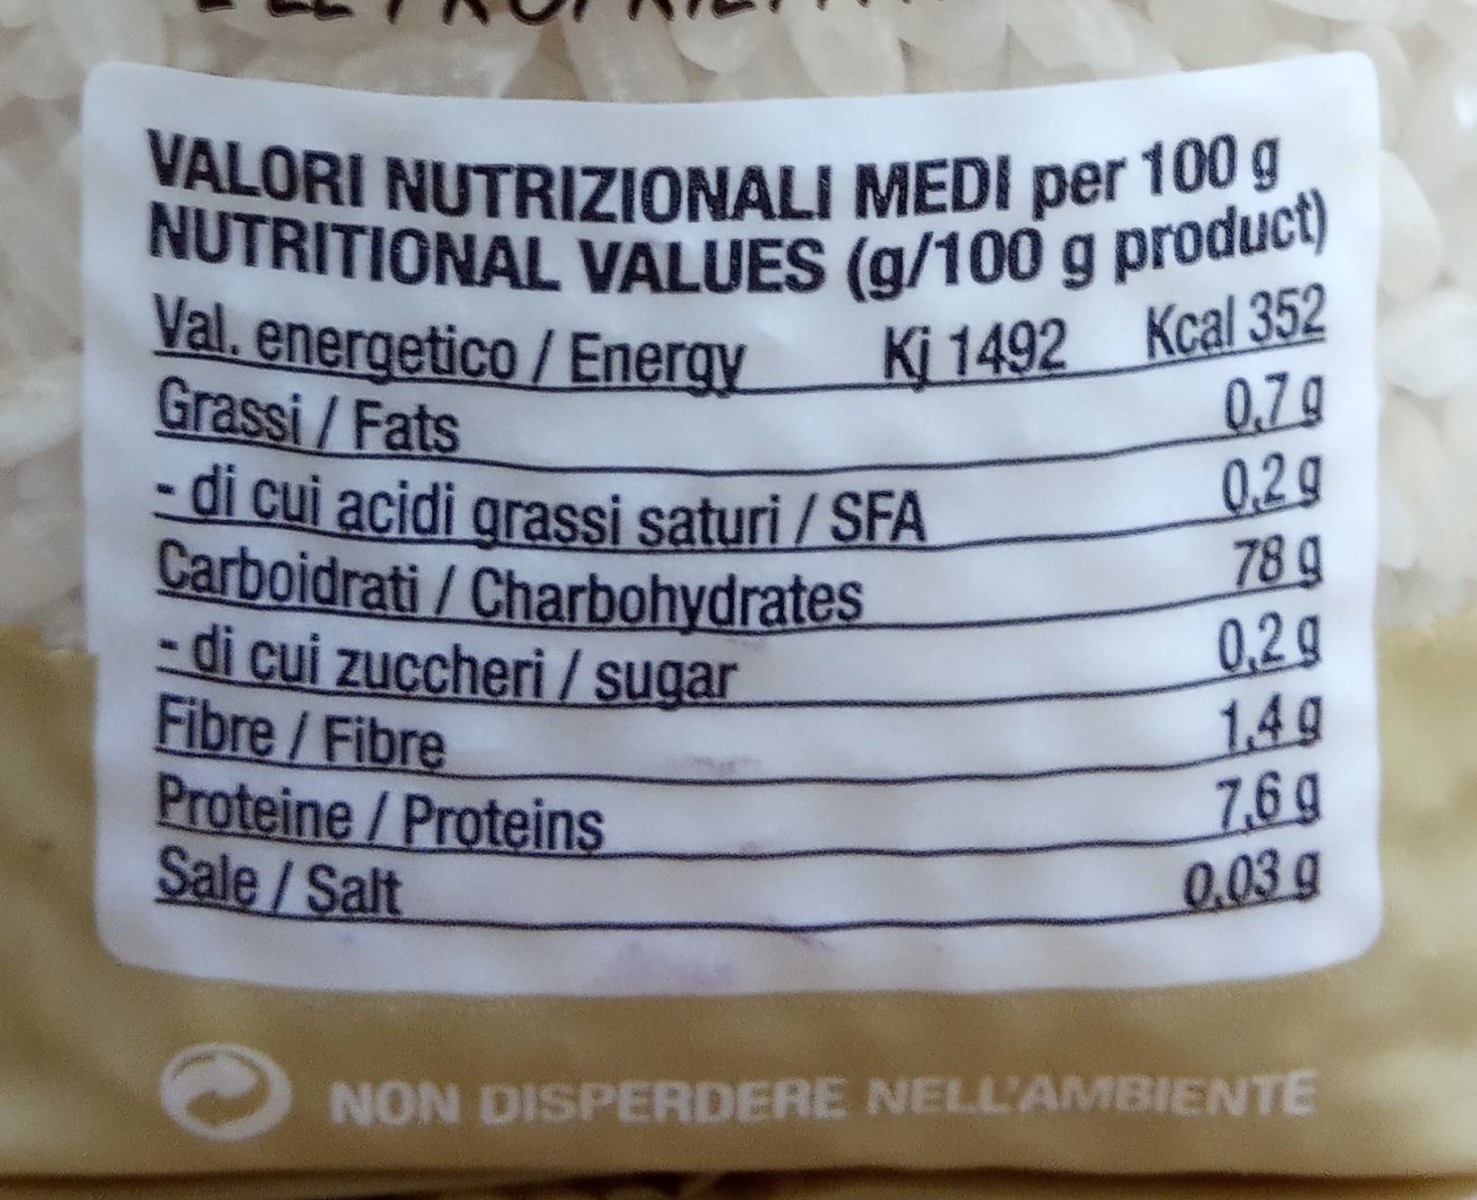 VALORI NUTRIZIONALI MEDI per 100 g
NUTRITIONAL VALUES (g/100 g product)
Val. energetico / Energy Kj 1492 Kcal 352
Grassi / Fats 0,7 g
- di cui acidi grassi saturi / SFA 0,2 g
Carboidrati / Charbohydrates 78 g
- di cui zuccheri / sugar 0,2 g
Fibre / Fibre 1,4 g
Proteine / Proteins 7,6 g
Sale / Salt 0,03 g
NON DISPERDERE NELL'AMBIENTE